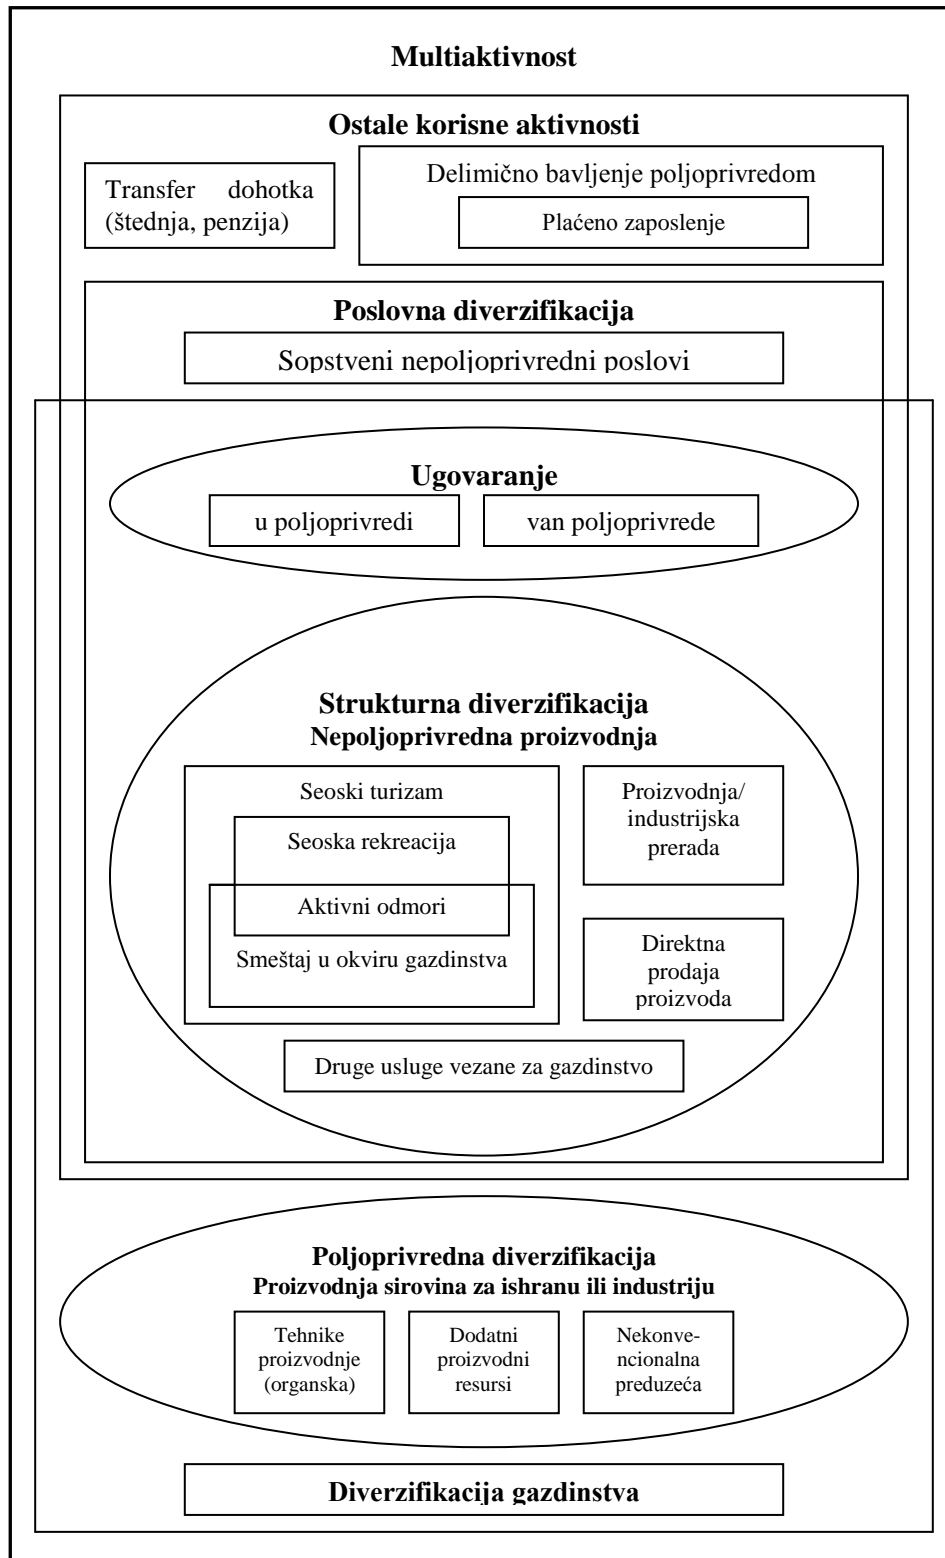 Multiaktivnost
Ostale korisne aktivnosti
Transfer dohotka
(štednja, penzija)
Delimično bavljenje poljoprivredom
Plaćeno zaposlenje
Poslovna diverzifikacija
Sopstveni nepoljoprivredni poslovi
Ugovaranje
u poljoprivredi
van poljoprivrede
Strukturna diverzifikacija
Nepoljoprivredna proizvodnja
Seoski turizam
Seoska rekreacija
Aktivni odmori
Smeštaj u okviru gazdinstva
Proizvodnja/
industrijska
prerada
Direktna
prodaja
proizvoda
Druge usluge vezane za gazdinstvo
Poljoprivredna diverzifikacija
Proizvodnja sirovina za ishranu ili industriju
Tehnike
proizvodnje
(organska)
Dodatni
proizvodni
resursi
Nekonve-
ncionalna
preduzeća
Diverzifikacija gazdinstva